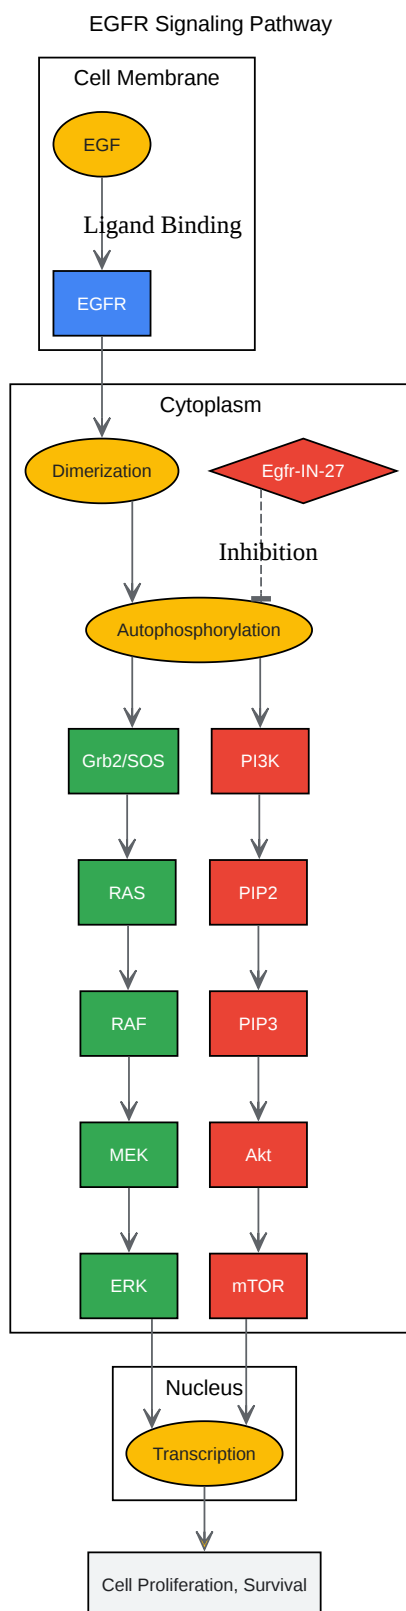 EGFR Signaling Pathway
Cell Membrane
EGF
Ligand Binding
EGFR
Cytoplasm
Dimerization
Egfr-IN-27
Inhibition
Autophosphorylation
Grb2/SOS
PI3K
RAS
PIP2
RAF
PIP3
MEK
Akt
ERK
mTOR
Nucleus
Transcription
Cell Proliferation, Survival